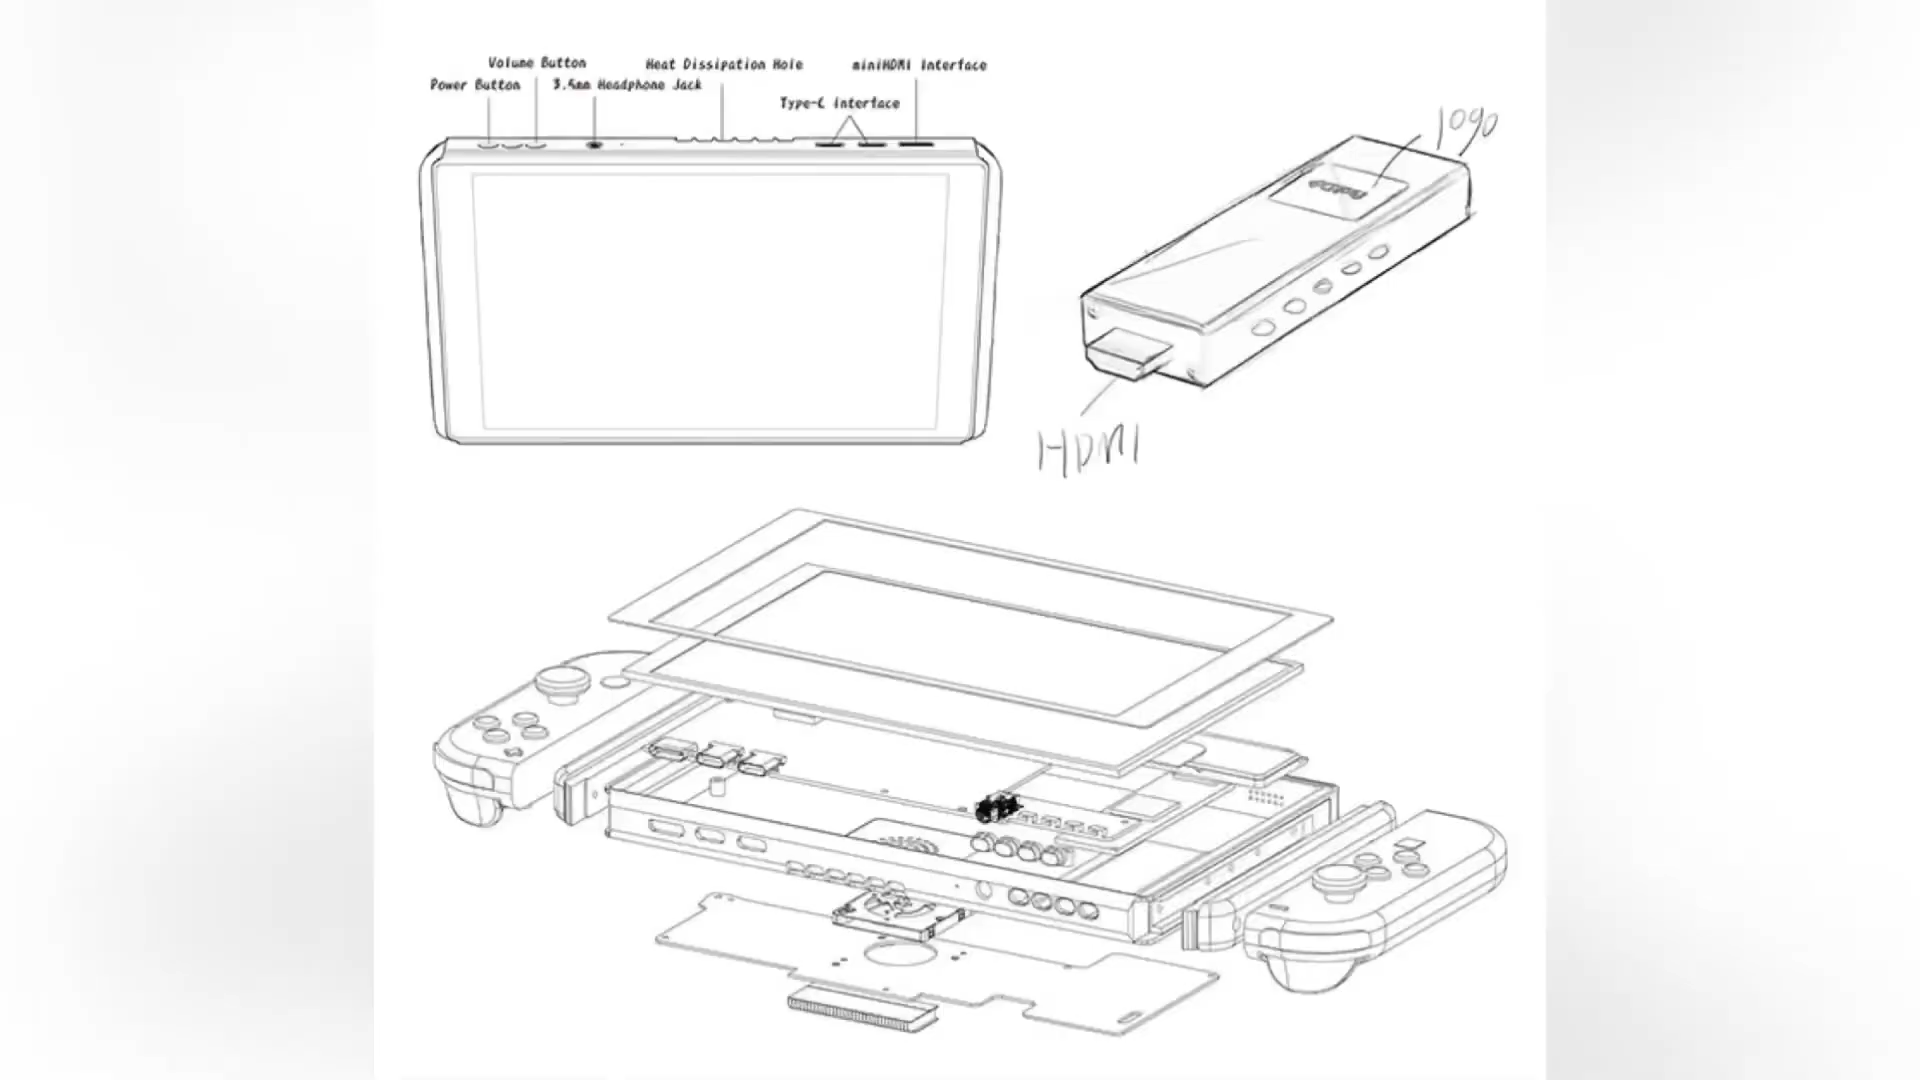 Volume Button
Heat Dissipation Hole
miniHDMI Interface
Power Button
3.5mm Headphone Jack
Type-C interface
logo
HDMI